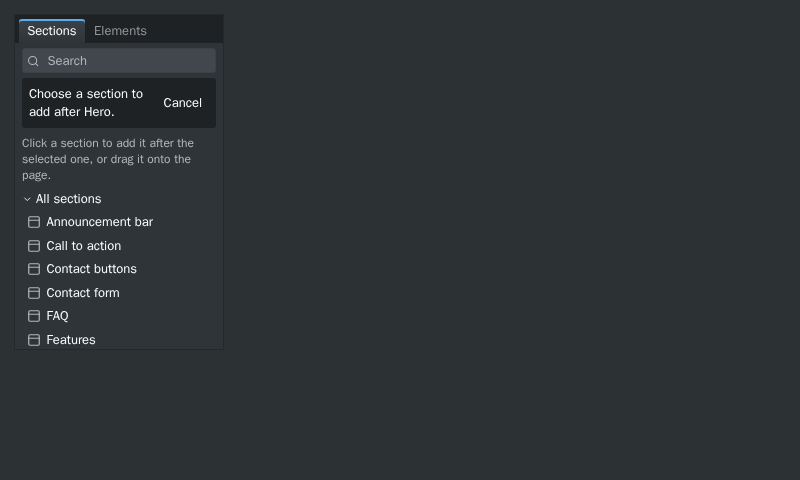 Sections Elements
Search
Choose a section to
add after Hero.
Cancel
Click a section to add it after the
selected one, or drag it onto the
page.
All sections
Announcement bar
Call to action
Contact buttons
Contact form
FAQ
Features